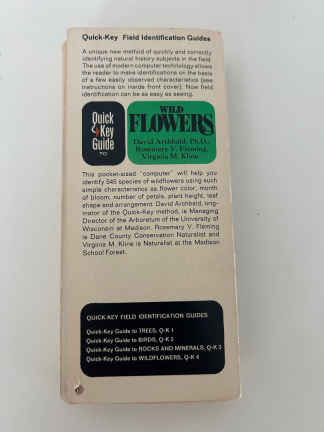 Quick-Key Field Identification Guides
A unique new method of quickly and correctly
identifying natural history subjects in the field.
The use of modern computer technology allows
the reader to make identifications on the basis
of a few easily observed characteristics (see
instructions on inside front cover). Now field
identification can be as easy as seeing.
Quick
Key
Guide
TO
WILD
FLOWERS
David Archbald, Ph.D.,
Rosemary V. Fleming,
Virginia M. Kline
This pocket-sized "computer" will help you
identify 545 species of wildflowers using such
simple characteristics as flower color, month
of bloom, number of petals, plant height, leaf
shape and arrangement. David Archbald, orig-
inator of the Quick-Key method, is Managing
Director of the Arboretum of the University of
Wisconsin at Madison. Rosemary V. Fleming
is Dane County Conservation Naturalist and
Virginia M. Kline is Naturalist at the Madison
School Forest.
QUICK KEY FIELD IDENTIFICATION GUIDES
Quick-Key Guide to TREES, Q-K 1
Quick-Key Guide to BIRDS, Q-K 2
Quick-Key Guide to ROCKS AND MINERALS, Q-K 3
Quick-Key Guide to WILDFLOWERS, Q-K 4